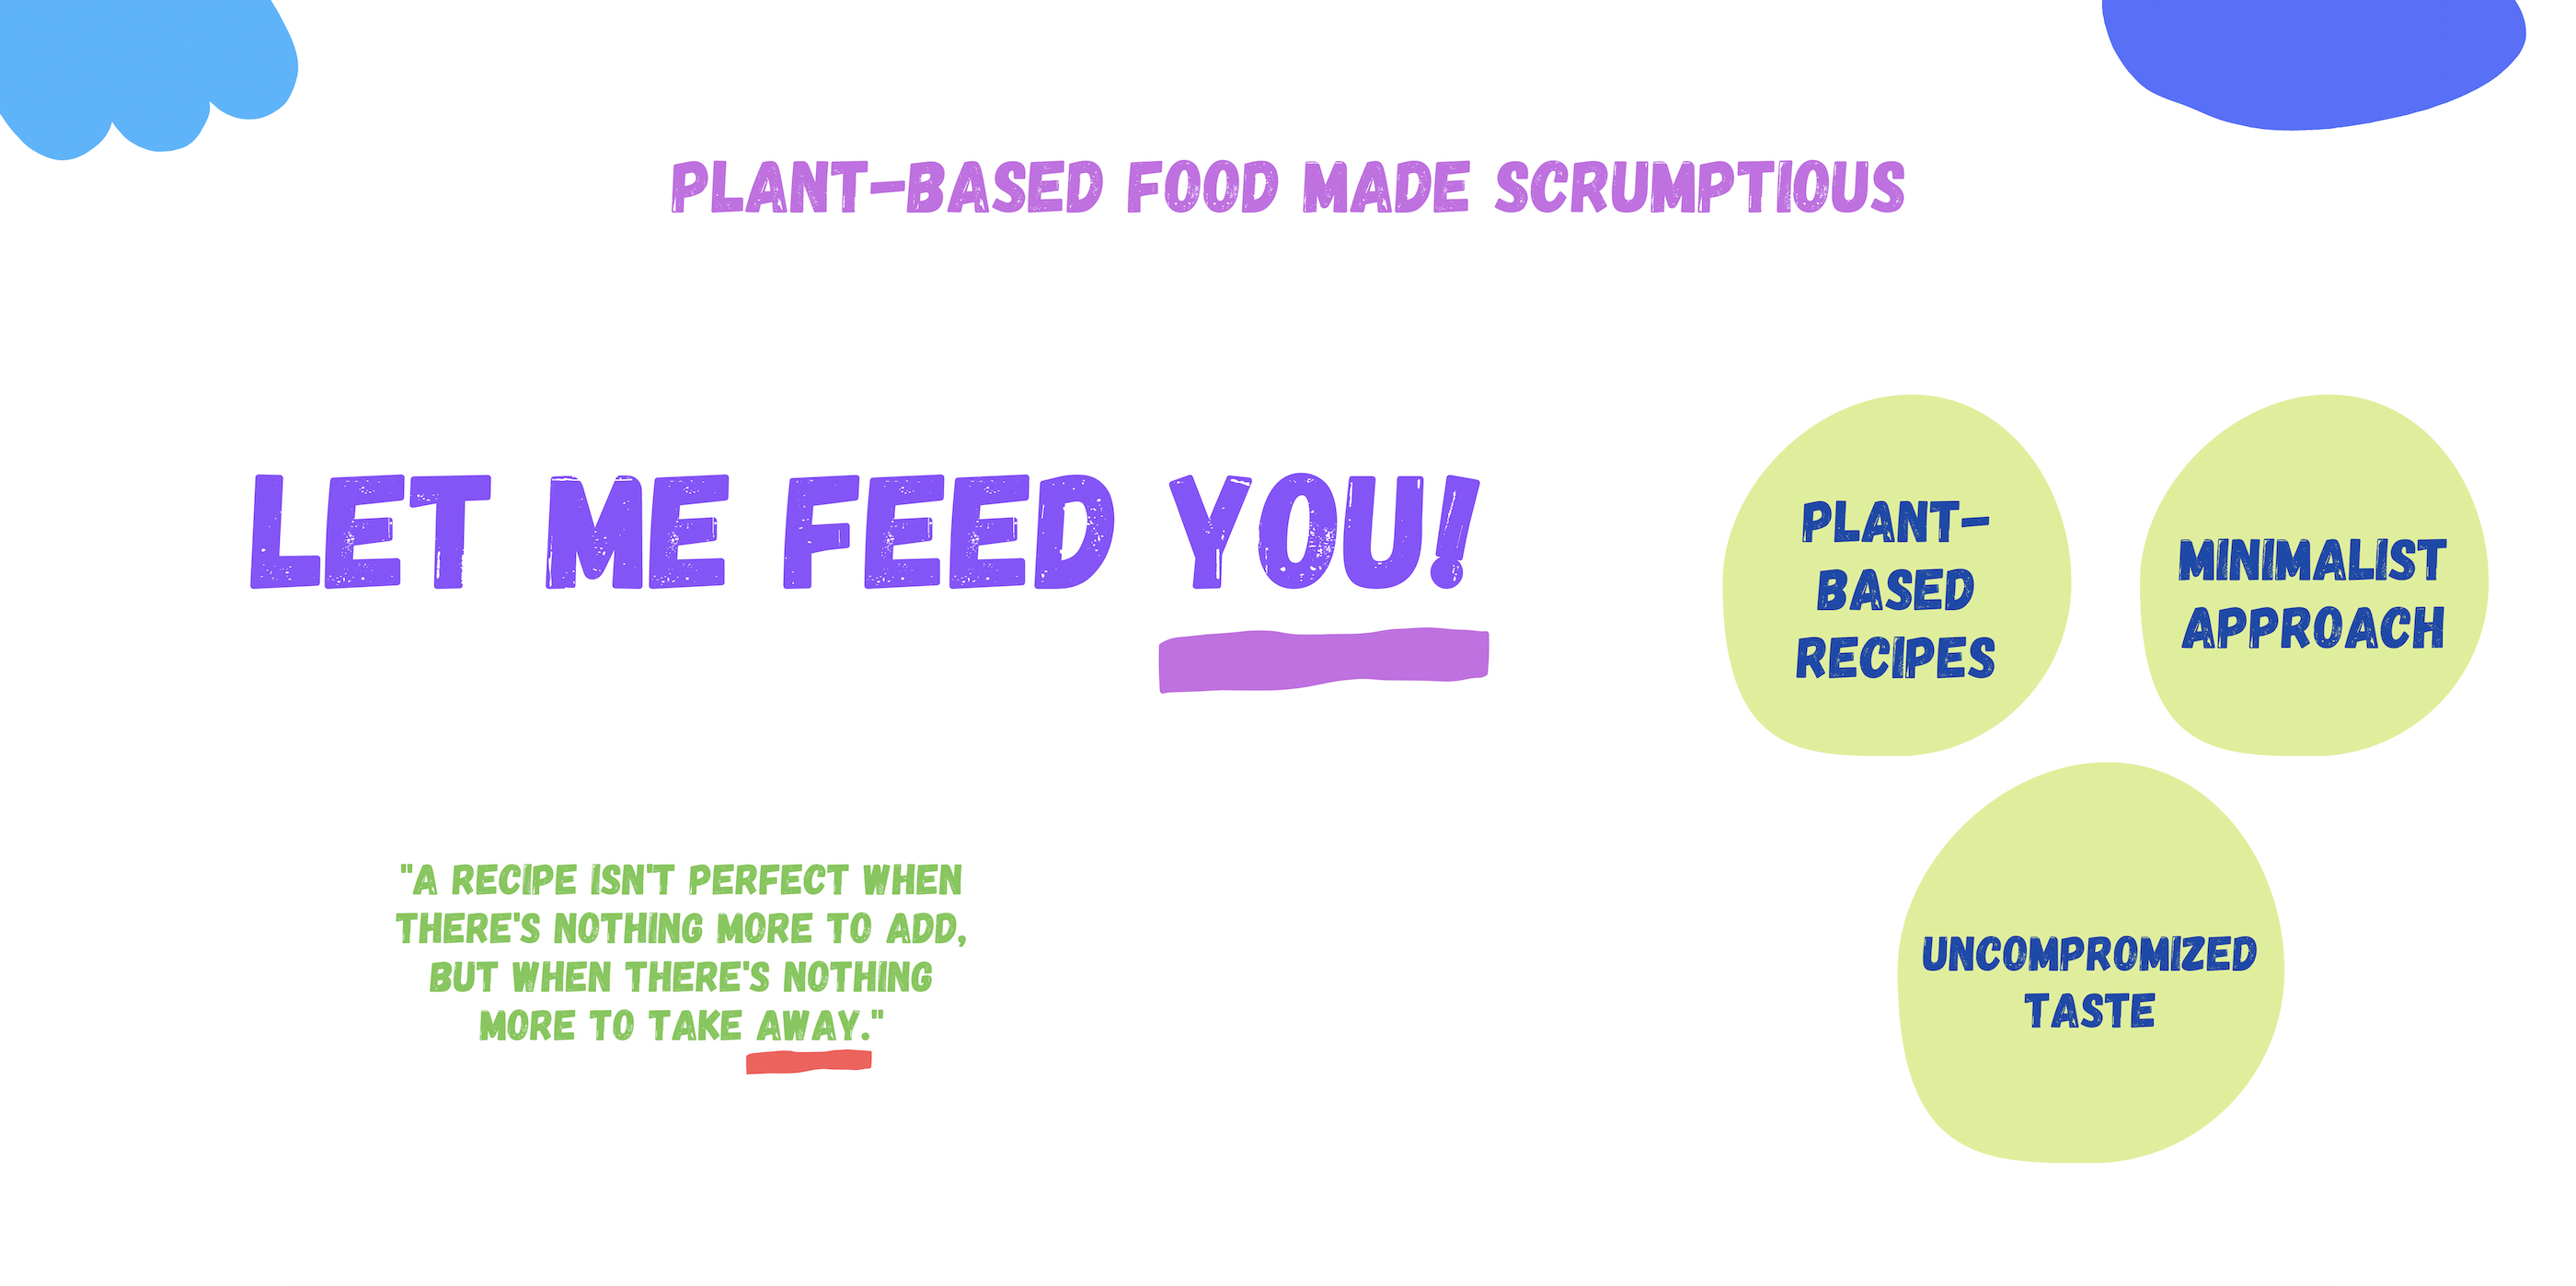 PLANT-BASED FOOD MADE SCRUMPTIOUS
LET ME FEED YOU!
PLANT-
BASED
RECIPES
MINIMALIST
APPROACH
"A RECIPE ISN'T PERFECT WHEN
THERE'S NOTHING MORE TO ADD,
BUT WHEN THERE'S NOTHING
MORE TO TAKE AWAY."
UNCOMPROMIZED
TASTE